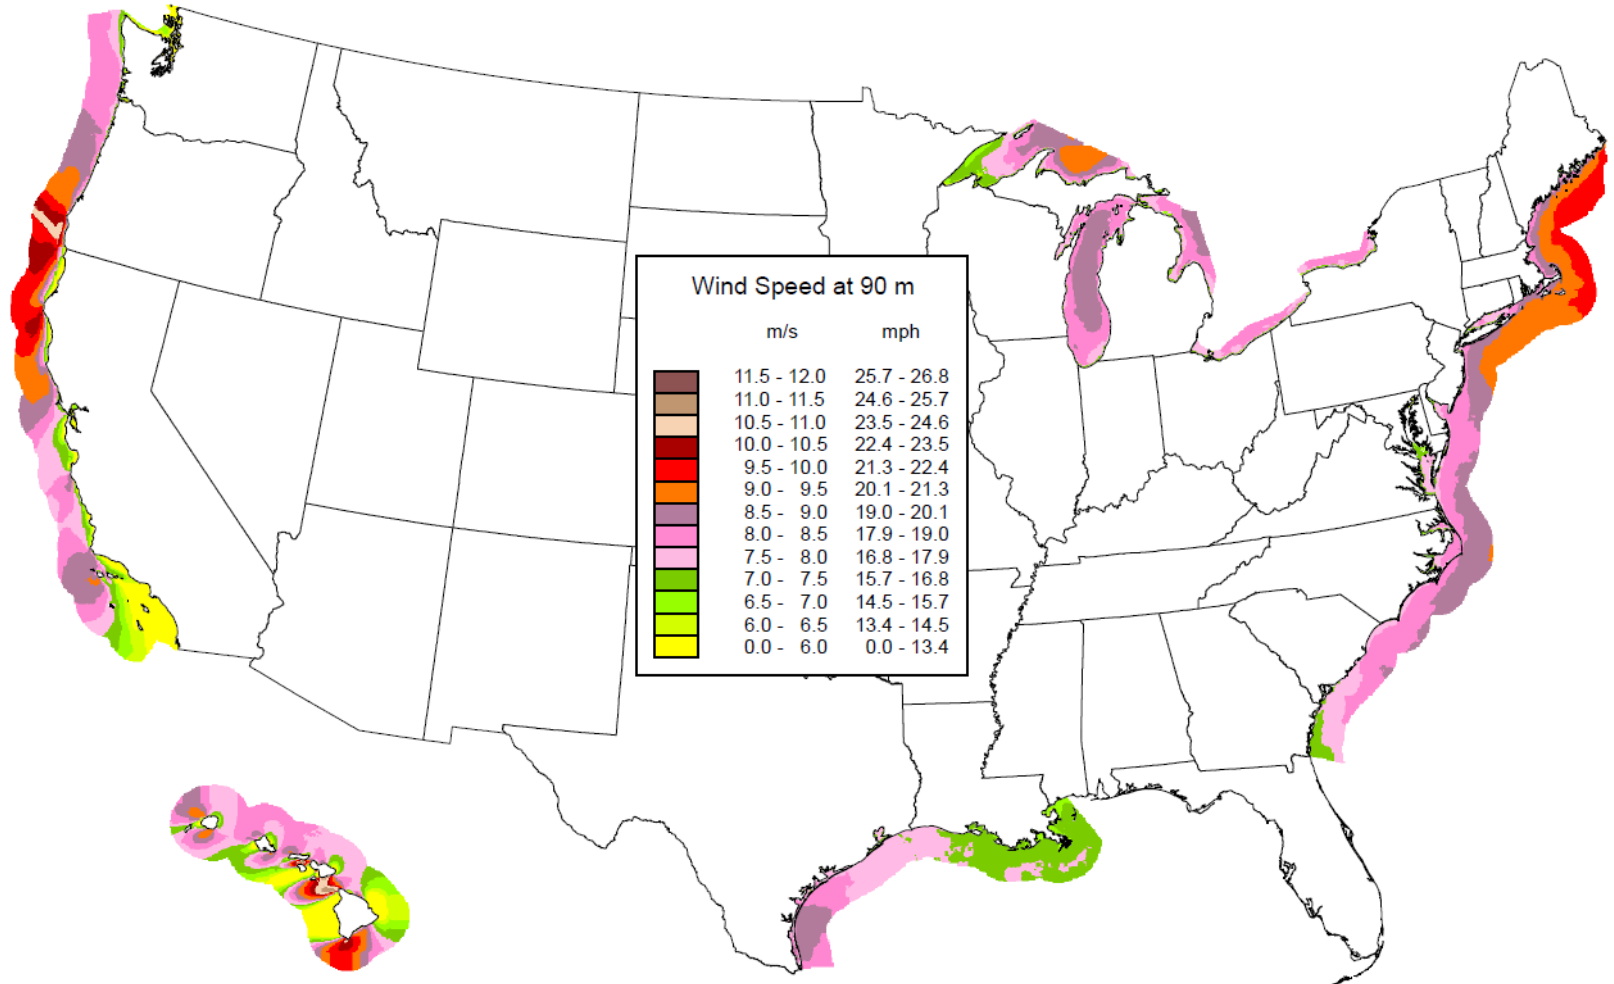 Wind Speed at 90 m
m/s mph
11.5 - 12.0 25.7 - 26.8
11.0 - 11.5 24.6 - 25.7
10.5 - 11.0 23.5 - 24.6
10.0 - 10.5 22.4 - 23.5
9.5 - 10.0 21.3 - 22.4
9.0 - 9.5 20.1 - 21.3
8.5 - 9.0 19.0 - 20.1
8.0 - 8.5 17.9 - 19.0
7.5 - 8.0 16.8 - 17.9
7.0 - 7.5 15.7 - 16.8
6.5 - 7.0 14.5 - 15.7
6.0 - 6.5 13.4 - 14.5
0.0 - 6.0 0.0 - 13.4